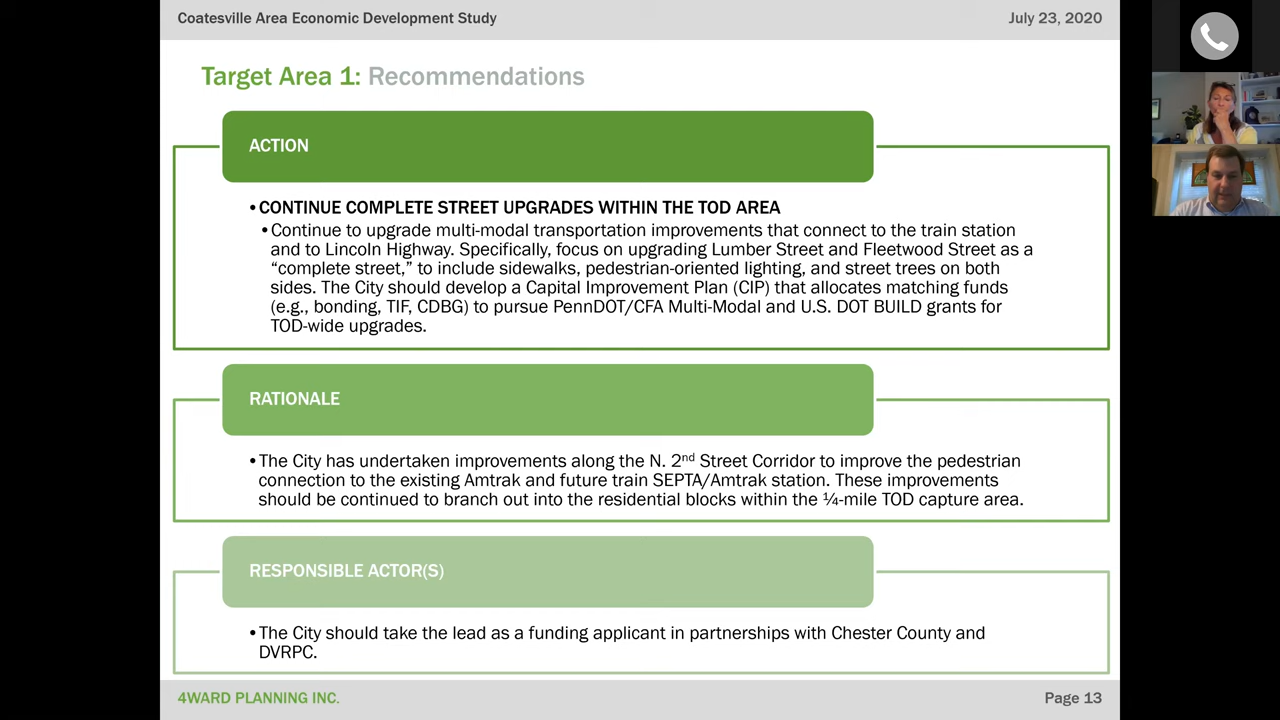 Coatesville Area Economic Development Study
July 23, 2020
Target Area 1: Recommendations
ACTION
•CONTINUE COMPLETE STREET UPGRADES WITHIN THE TOD AREA
•Continue to upgrade multi-modal transportation improvements that connect to the train station
and to Lincoln Highway. Specifically, focus on upgrading Lumber Street and Fleetwood Street as a
“complete street,” to include sidewalks, pedestrian-oriented lighting, and street trees on both
sides. The City should develop a Capital Improvement Plan (CIP) that allocates matching funds
(e.g., bonding, TIF, CDBG) to pursue PennDOT/CFA Multi-Modal and U.S. DOT BUILD grants for
TOD-wide upgrades.
RATIONALE
•The City has undertaken improvements along the N. 2nd Street Corridor to improve the pedestrian
connection to the existing Amtrak and future train SEPTA/Amtrak station. These improvements
should be continued to branch out into the residential blocks within the ¼-mile TOD capture area.
RESPONSIBLE ACTOR(S)
•The City should take the lead as a funding applicant in partnerships with Chester County and
DVRPC.
4WARD PLANNING INC.
Page 13